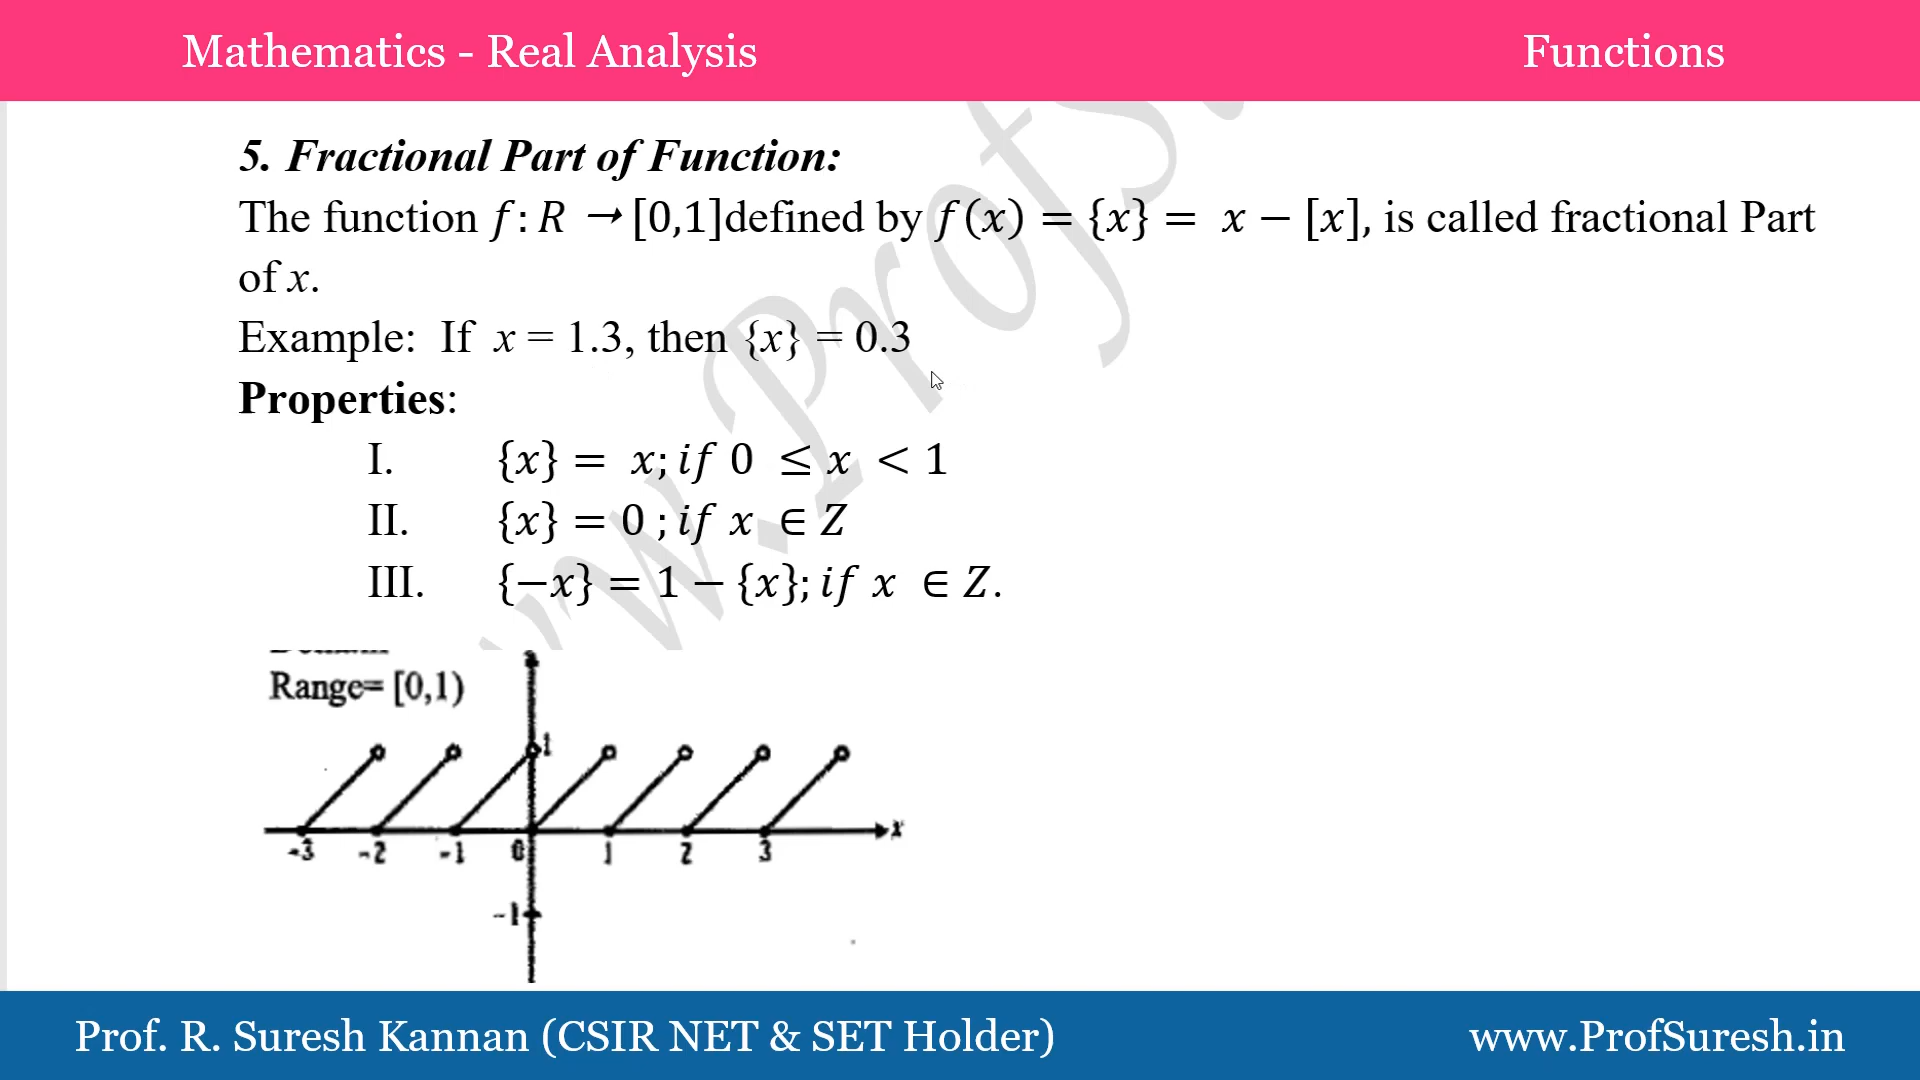 Mathematics - Real Analysis
Functions
5. Fractional Part of Function:
The function f: R → [0,1]defined by f(x) = {x} = x − [x], is called fractional Part
of x.
Example: If x = 1.3, then {x} = 0.3
Properties:
I. {x} = x; if 0 ≤ x < 1
II. {x} = 0 ; if x ∈ Z
III. {−x} = 1 − {x}; if x ∈ Z.
Range= [0,1)
1
x
-3 -2 -1 0 1 2 3
-1
Prof. R. Suresh Kannan (CSIR NET & SET Holder)
www.ProfSuresh.in